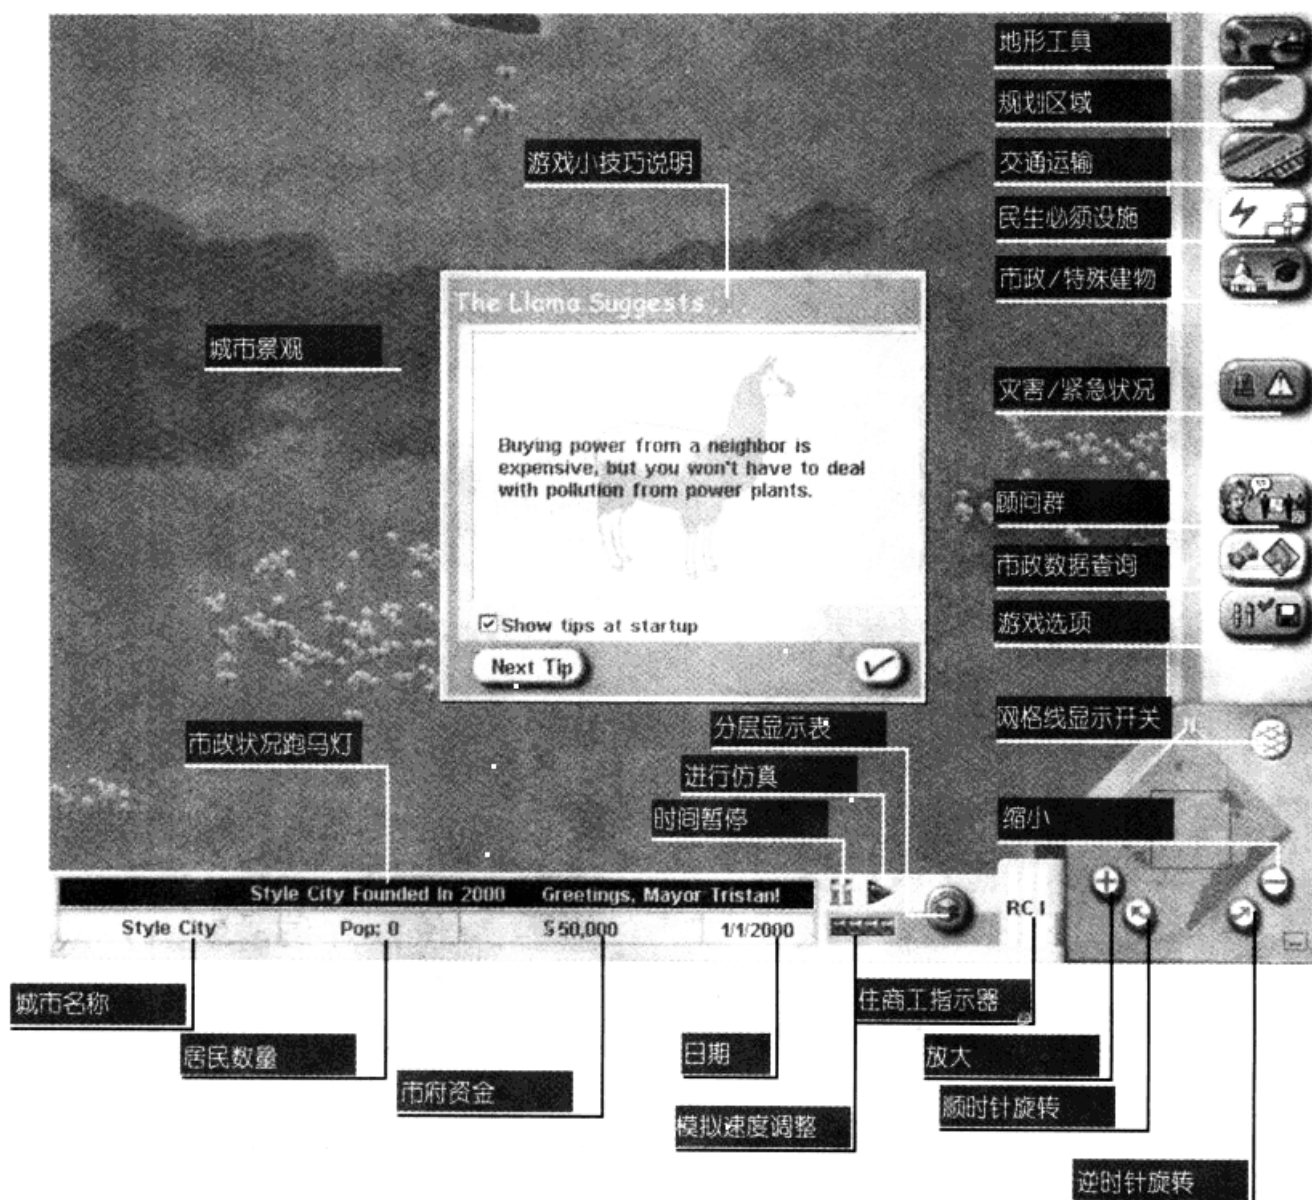 地形工具
规划区域
交通运输
游戏小技巧说明
民生必须设施
市政/特殊建物
The Llama Suggests . . .
城市景观
灾害/紧急状况
Buying power from a neighbor is
expensive, but you won't have to deal
with pollution from power plants.
顾问群
市政数据查询
游戏选项
Show tips at startup
Next Tip
网格线显示开关
分层显示表
市政状况跑马灯
进行仿真
时间暂停
缩小
Style City Founded In 2000 Greetings, Mayor Tristan!
Style City Pop: 0 §50,000 1/1/2000
RCI
城市名称
住商工指示器
居民数量
日期
放大
市府资金
顺时针旋转
模拟速度调整
逆时针旋转